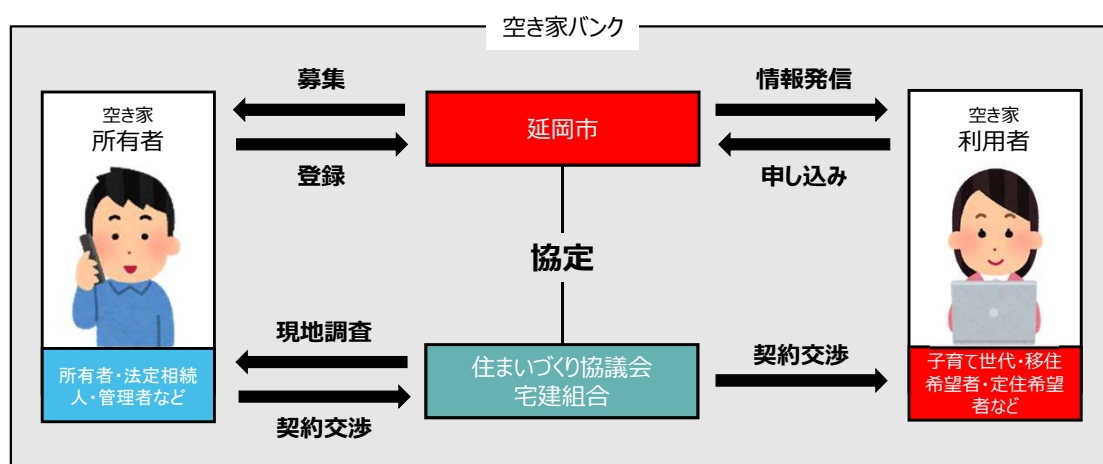 空き家バンク
募集
情報発信
空き家
所有者
延岡市
空き家
利用者
登録
申し込み
協定
現地調査
契約交渉
住まいづくり協議会
宅建組合
所有者・法定相続
人・管理者など
子育て世代・移住
希望者・定住希望
者など
契約交渉